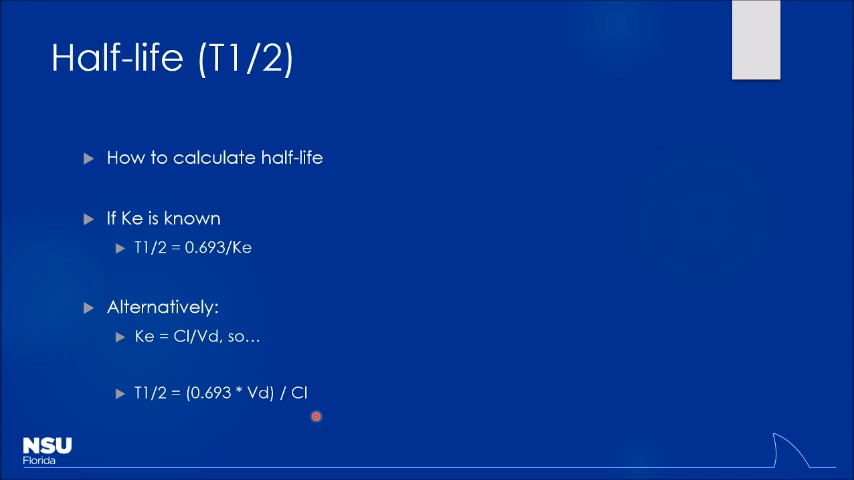 Half-life (T1/2)
How to calculate half-life
If Ke is known
T1/2 = 0.693/Ke
Alternatively:
Ke = Cl/Vd, so…
T1/2 = (0.693 * Vd) / Cl
NSU
Florida